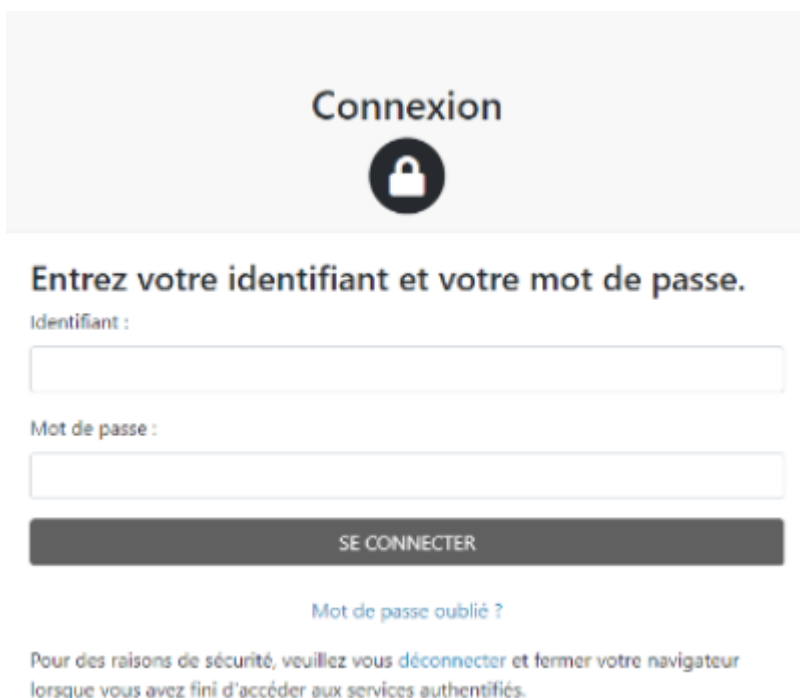 Connexion
Entrez votre identifiant et votre mot de passe.
Identifiant :
Mot de passe :
SE CONNECTER
Mot de passe oublié ?
Pour des raisons de sécurité, veuillez vous déconnecter et fermer votre navigateur
lorsque vous avez fini d'accéder aux services authentifiés.